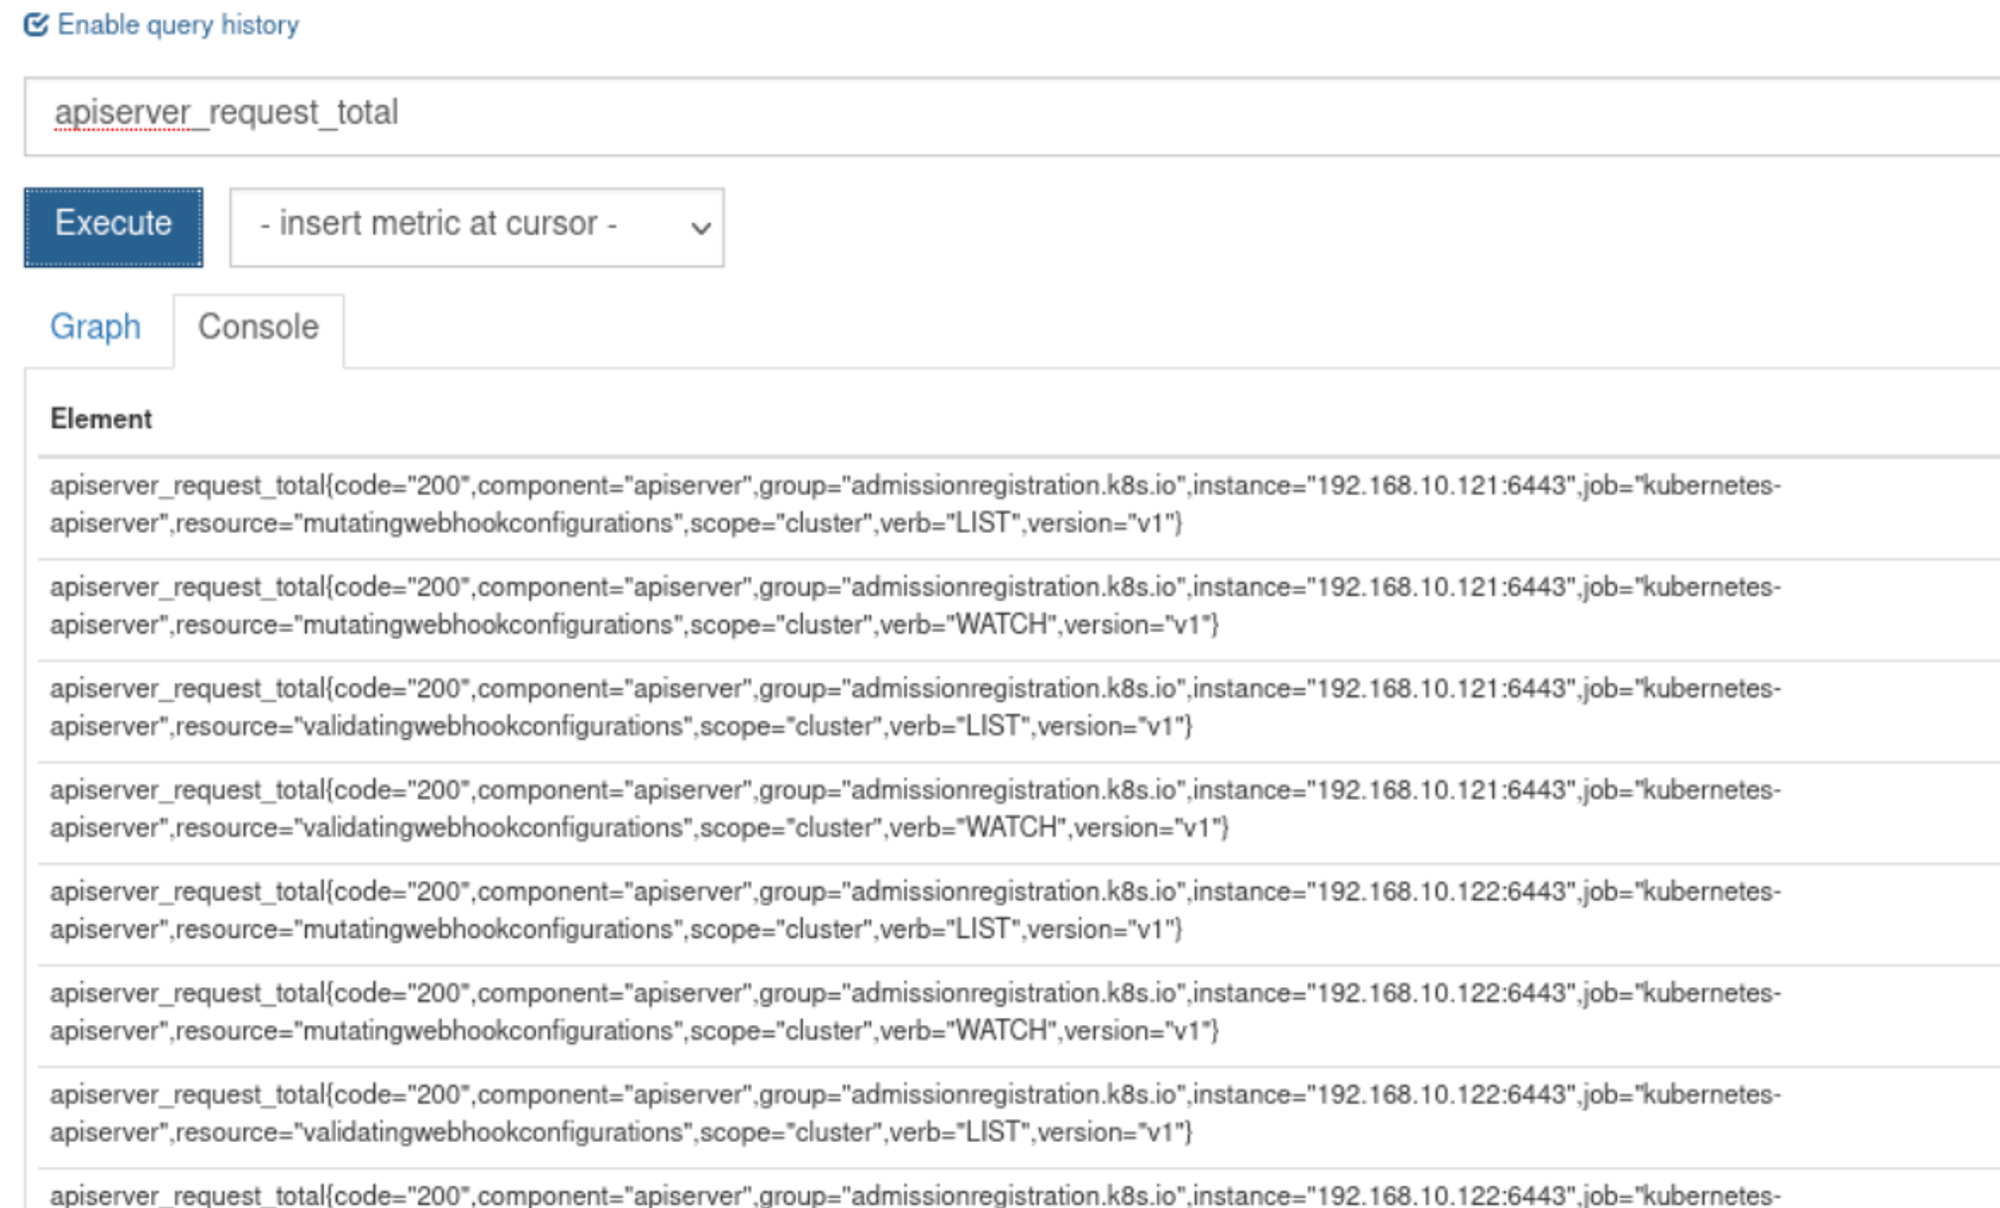 Enable query history
apiserver_request_total
Execute
- insert metric at cursor -
Graph
Console
Element
apiserver_request_total{code="200",component="apiserver",group="admissionregistration.k8s.io",instance="192.168.10.121:6443",job="kubernetes-
apiserver",resource="mutatingwebhookconfigurations",scope="cluster",verb="LIST",version="v1"}
apiserver_request_total{code="200",component="apiserver",group="admissionregistration.k8s.io",instance="192.168.10.121:6443",job="kubernetes-
apiserver",resource="mutatingwebhookconfigurations",scope="cluster",verb="WATCH",version="v1"}
apiserver_request_total{code="200",component="apiserver",group="admissionregistration.k8s.io",instance="192.168.10.121:6443",job="kubernetes-
apiserver",resource="validatingwebhookconfigurations",scope="cluster",verb="LIST",version="v1"}
apiserver_request_total{code="200",component="apiserver",group="admissionregistration.k8s.io",instance="192.168.10.121:6443",job="kubernetes-
apiserver",resource="validatingwebhookconfigurations",scope="cluster",verb="WATCH",version="v1"}
apiserver_request_total{code="200",component="apiserver",group="admissionregistration.k8s.io",instance="192.168.10.122:6443",job="kubernetes-
apiserver",resource="mutatingwebhookconfigurations",scope="cluster",verb="LIST",version="v1"}
apiserver_request_total{code="200",component="apiserver",group="admissionregistration.k8s.io",instance="192.168.10.122:6443",job="kubernetes-
apiserver",resource="mutatingwebhookconfigurations",scope="cluster",verb="WATCH",version="v1"}
apiserver_request_total{code="200",component="apiserver",group="admissionregistration.k8s.io",instance="192.168.10.122:6443",job="kubernetes-
apiserver",resource="validatingwebhookconfigurations",scope="cluster",verb="LIST",version="v1"}
apiserver_request_total{code="200",component="apiserver",group="admissionregistration.k8s.io",instance="192.168.10.122:6443",job="kubernetes-